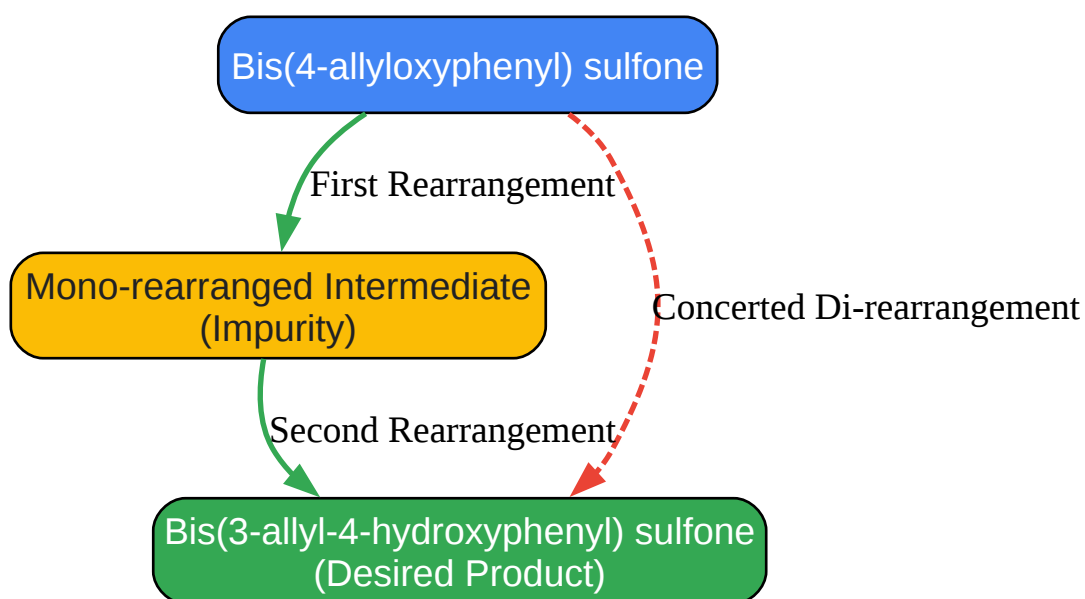 Bis(4-allyloxyphenyl) sulfone
First Rearrangement
Mono-rearranged Intermediate
(Impurity)
Concerted Di-rearrangement
Second Rearrangement
Bis(3-allyl-4-hydroxyphenyl) sulfone
(Desired Product)